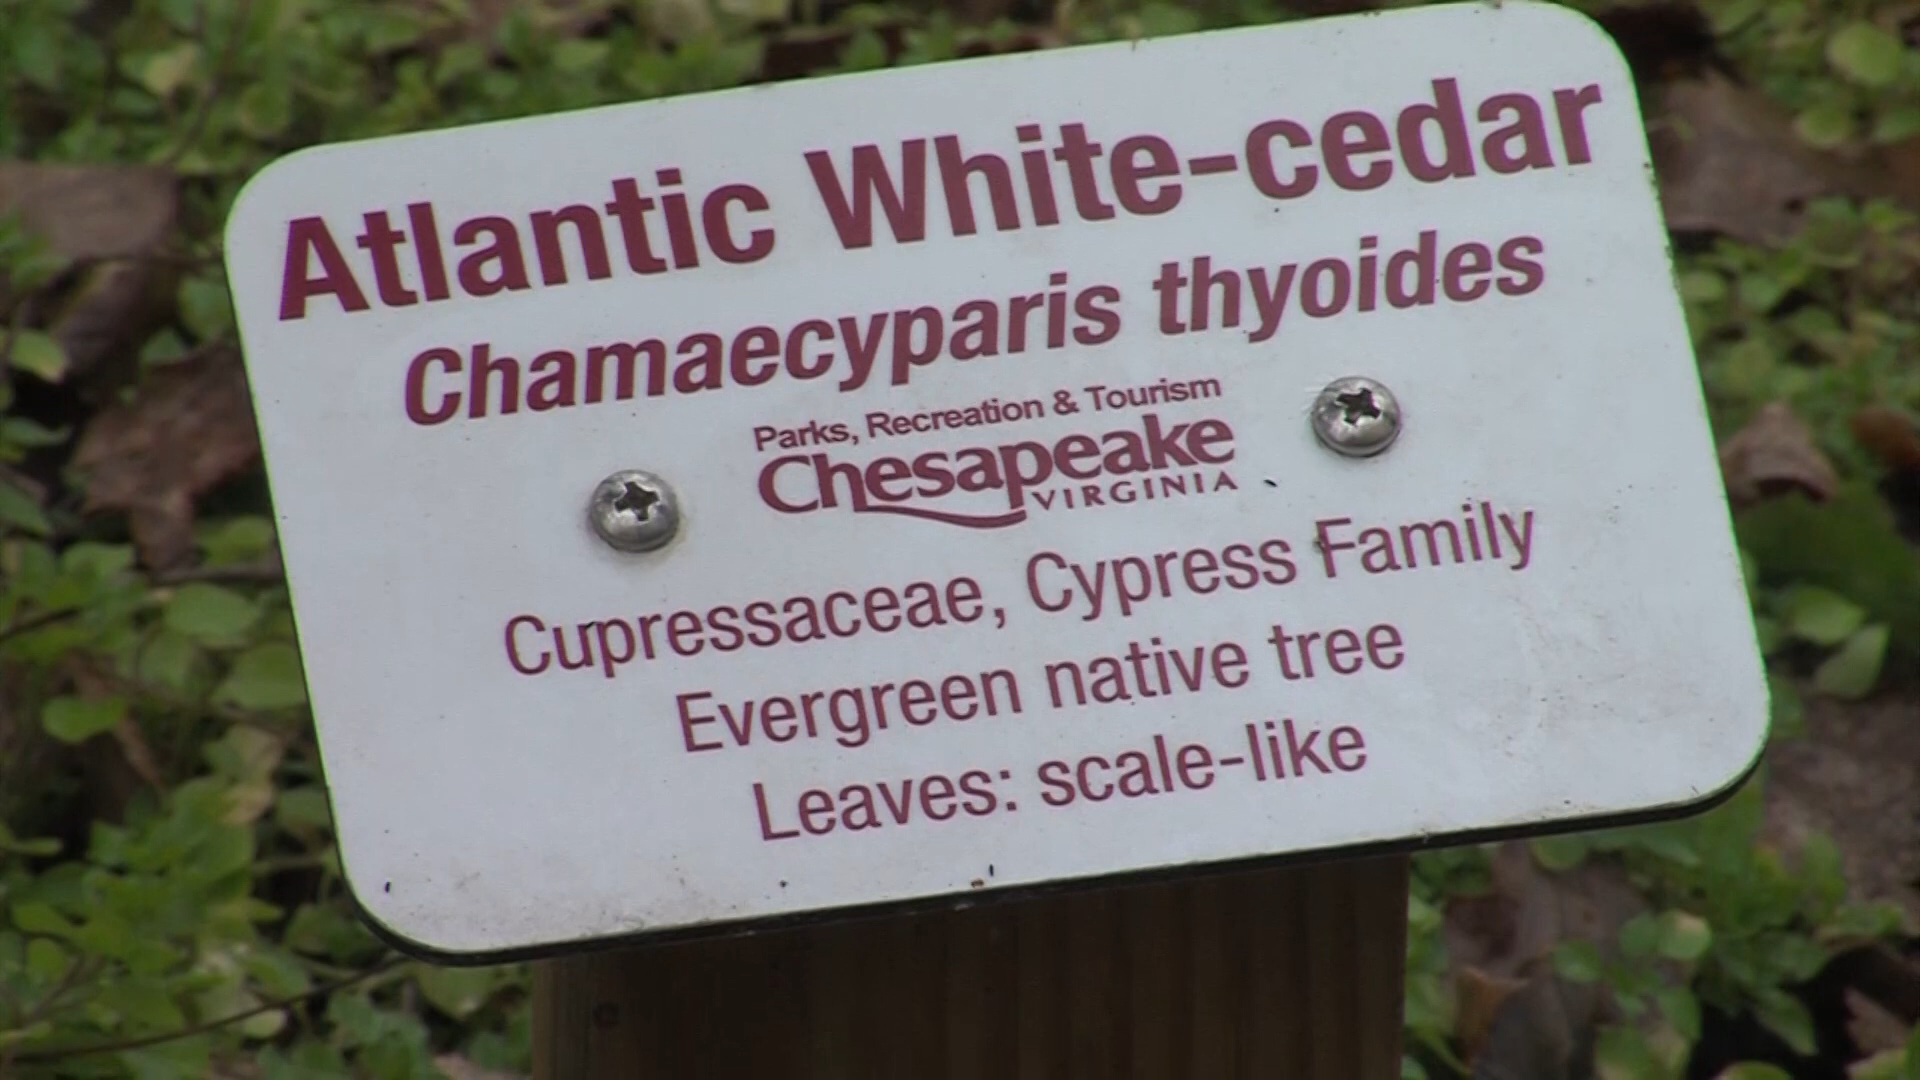 Atlantic White-cedar
Chamaecyparis thyoides
Parks, Recreation & Tourism
Chesapeake
VIRGINIA
Cupressaceae, Cypress Family
Evergreen native tree
Leaves: scale-like